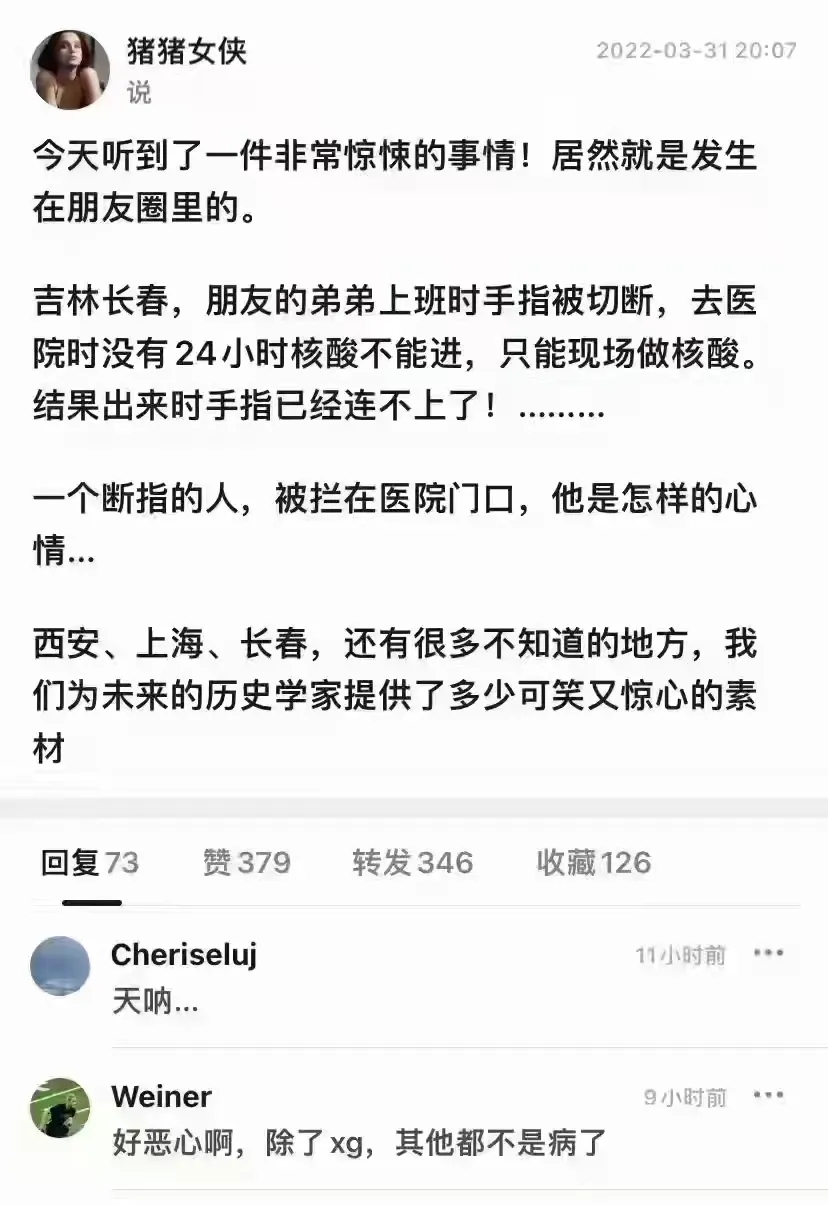 猪猪女侠
2022-03-31 20:07
说
今天听到了一件非常惊悚的事情！居然就是发生
在朋友圈里的。
吉林长春，朋友的弟弟上班时手指被切断，去医
院时没有24小时核酸不能进，只能现场做核酸。
结果出来时手指已经连不上了！.........
一个断指的人，被拦在医院门口，他是怎样的心
情...
西安、上海、长春，还有很多不知道的地方，我
们为未来的历史学家提供了多少可笑又惊心的素
材
回复73 赞379 转发346 收藏126
Cheriseluj
11小时前
天呐...
Weiner
9小时前
好恶心啊，除了xg，其他都不是病了